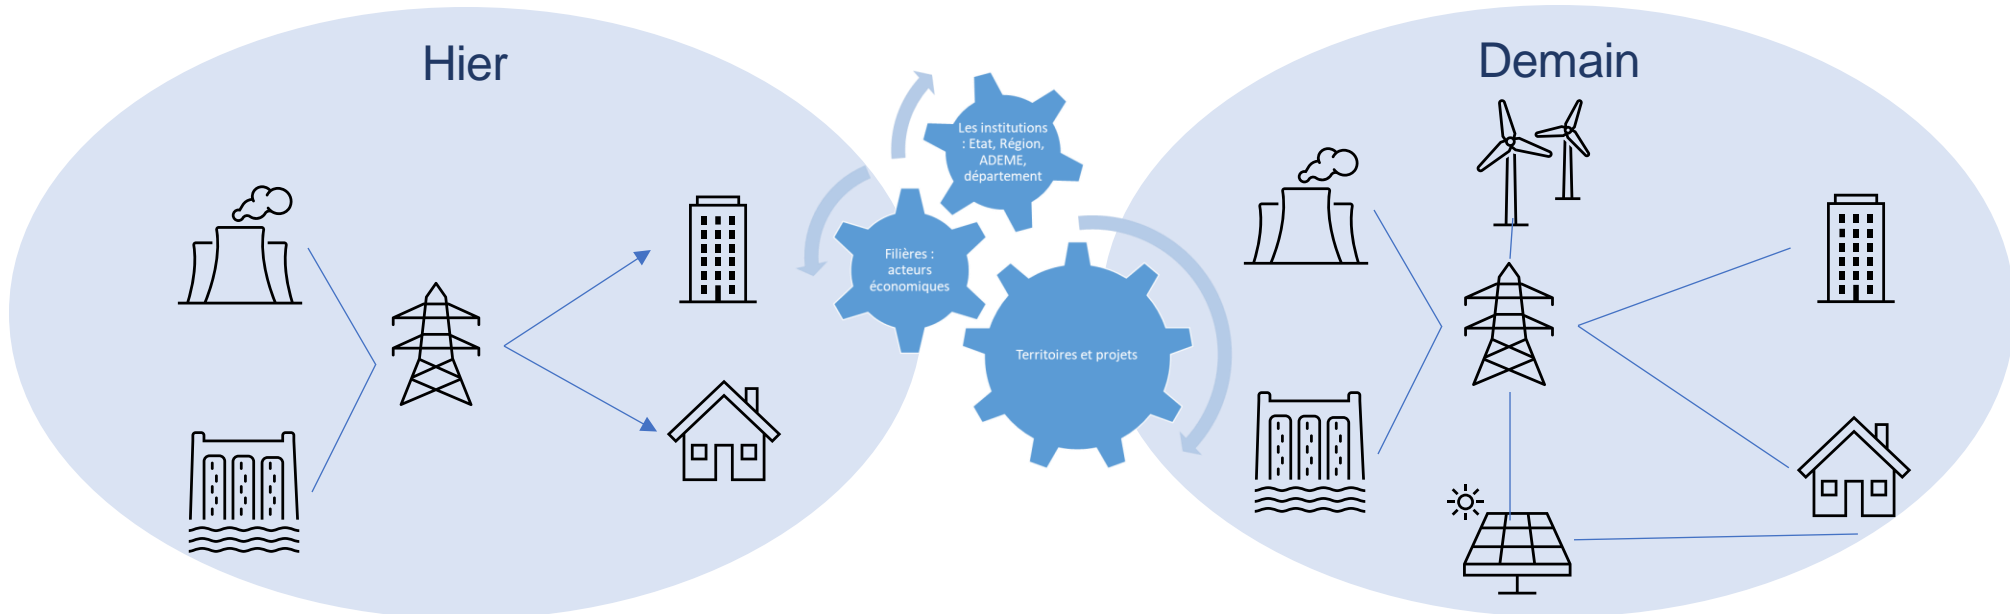 Hier
Les institutions
: Etat, Région,
ADEME,
département
Filières :
acteurs
économiques
Territoires et projets
Demain